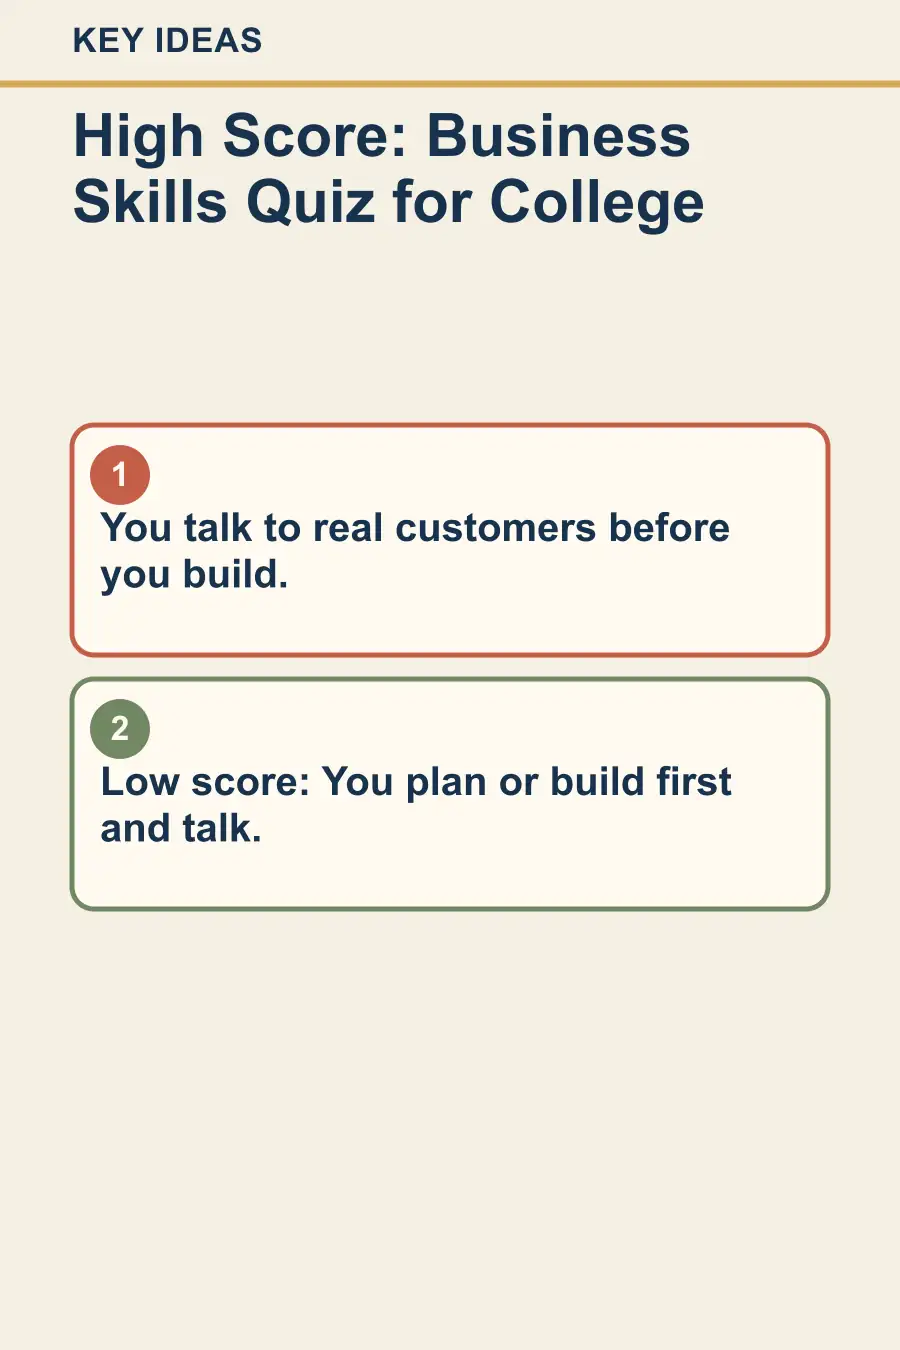 KEY IDEAS
High Score: Business
Skills Quiz for College
1
You talk to real customers before
you build.
2
Low score: You plan or build first
and talk.